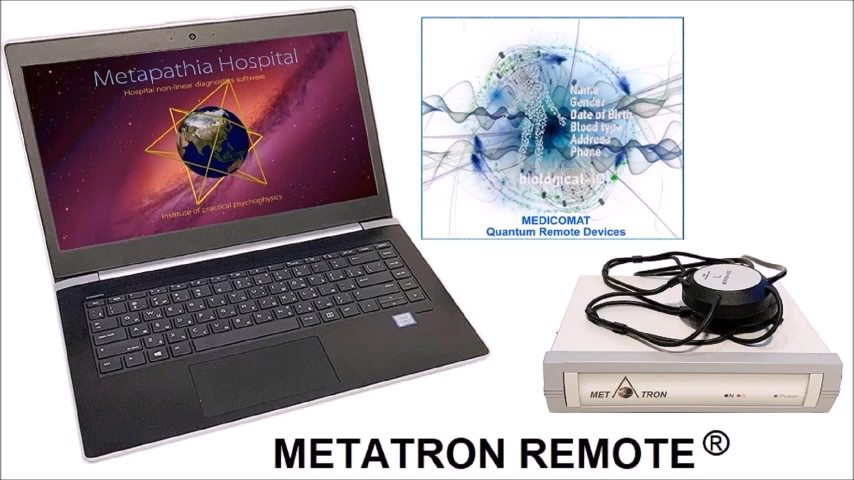 Metapathia Hospital
Hospital non-linear diagnostics software
Institute of practical psychophysics
Name
Gender
Date of Birth
Blood type
Address
Phone
biological-ID
MEDICOMAT
Quantum Remote Devices
MET TRON
N S
Power
METATRON REMOTE®